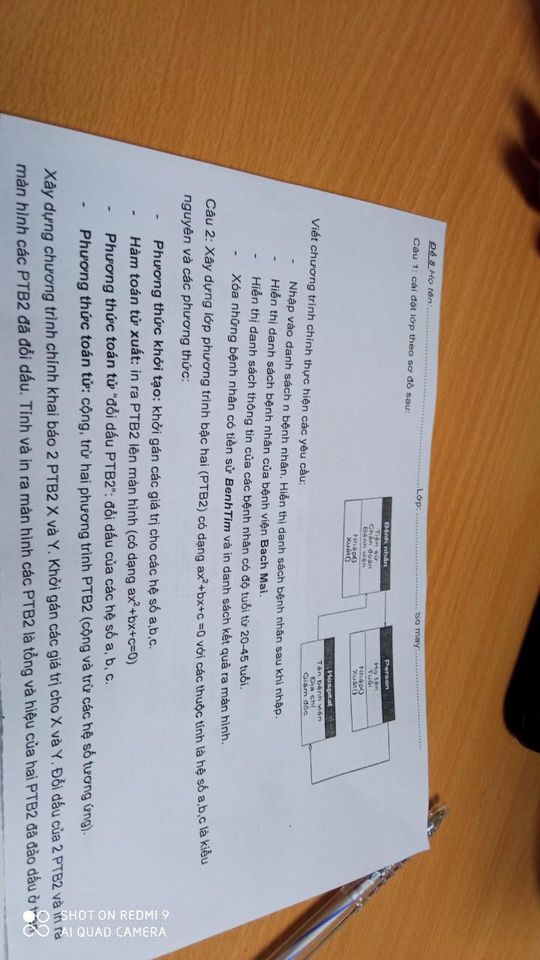 Đề 8 Họ tên:..............................Lớp: .............................. Số máy:..............................
Câu 1: cài đặt lớp theo sơ đồ sau:
Bệnh nhân
Tiền sử
Chẩn đoán
Bệnh viện
Nhập()
Xuất()
Person
Họ tên
Tuổi
Nhập()
Xuất()
Hospital
Tên bệnh viện
Địa chỉ
Giám đốc
Viết chương trình chính thực hiện các yêu cầu:
- Nhập vào danh sách n bệnh nhân. Hiển thị danh sách bệnh nhân sau khi nhập.
- Hiển thị danh sách bệnh nhân của bệnh viện Bach Mai.
- Hiển thị danh sách thông tin của các bệnh nhân có độ tuổi từ 20-45 tuổi.
- Xóa những bệnh nhân có tiền sử BenhTim và in danh sách kết quả ra màn hình.
Câu 2: Xây dựng lớp phương trình bậc hai (PTB2) có dạng ax²+bx+c =0 với các thuộc tính là hệ số a,b,c là kiểu
nguyên và các phương thức:
- Phương thức khởi tạo: khởi gán các giá trị cho các hệ số a,b,c.
- Hàm toán tử xuất: in ra PTB2 lên màn hình (có dạng ax²+bx+c=0)
- Phương thức toán tử "đổi dấu PTB2": đổi dấu của các hệ số a, b, c.
- Phương thức toán tử: cộng, trừ hai phương trình PTB2 (cộng và trừ các hệ số tương ứng).
Xây dựng chương trình chính khai báo 2 PTB2 X và Y. Khởi gán các giá trị cho X và Y. Đổi dấu của 2 PTB2 và in ra
màn hình các PTB2 đã đổi dấu. Tính và in ra màn hình các PTB2 là tổng và hiệu của hai PTB2 đã đảo dấu ở
SHOT ON REDMI 9
AI QUAD CAMERA